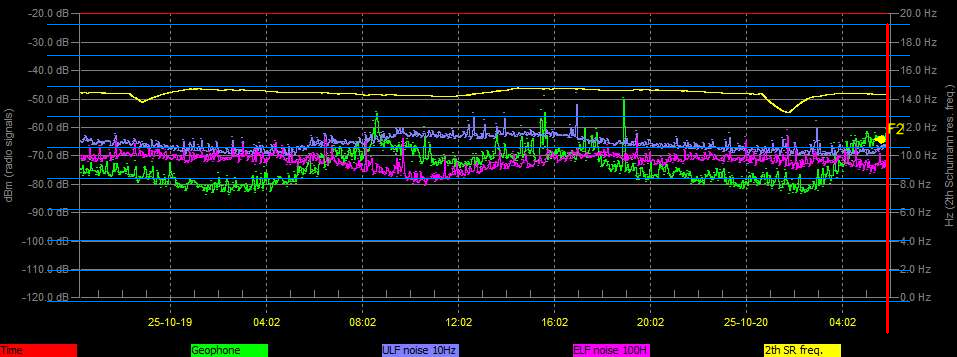 -20.0 dB 20.0 Hz
-30.0 dB 18.0 Hz
-40.0 dB 16.0 Hz
-50.0 dB 14.0 Hz
-60.0 dB 2.0 Hz
F2
-70.0 dB 10.0 Hz
-80.0 dB 8.0 Hz
-90.0 dB 6.0 Hz
-100.0 dB 4.0 Hz
-110.0 dB 2.0 Hz
-120.0 dB 0.0 Hz
dBm (radio signals)
Hz (2th Schumann res. freq.)
25-10-19 04:02 08:02 12:02 16:02 20:02 25-10-20 04:02
Time Geophone ULF noise 10Hz ELF noise 100H 2th SR freq.